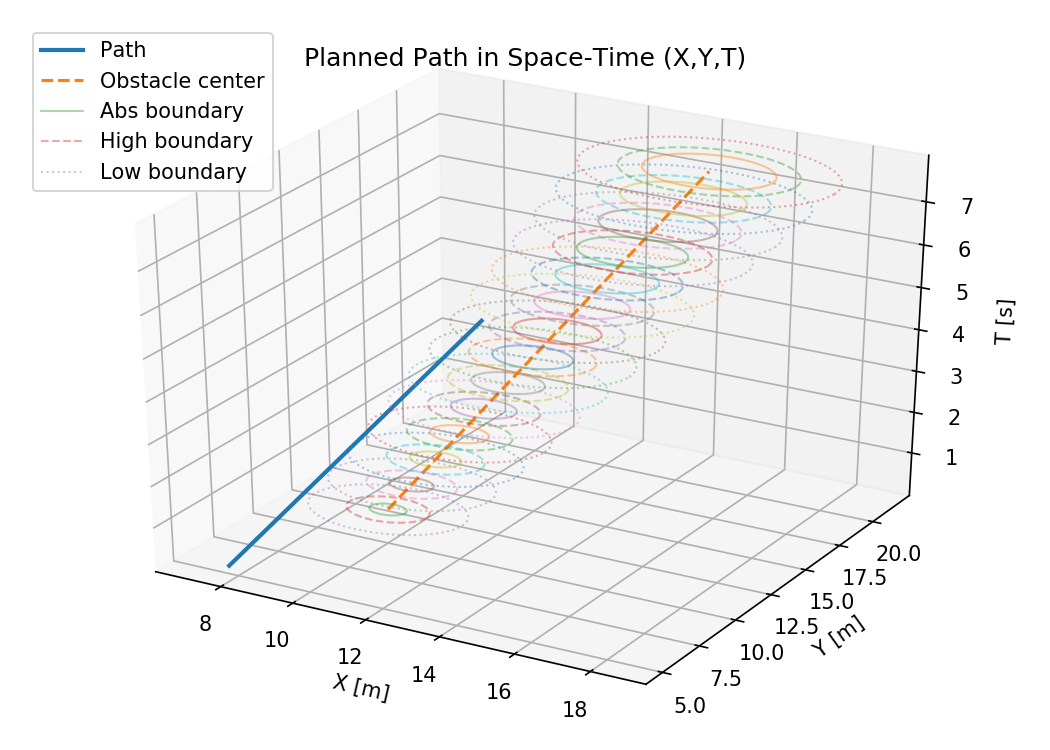 Planned Path in Space-Time (X,Y,T)
Path
Obstacle center
Abs boundary
High boundary
Low boundary
7
6
5
4
3
2
1
T [s]
20.0
17.5
15.0
12.5
10.0
7.5
5.0
Y [m]
8
10
12
14
16
18
X [m]